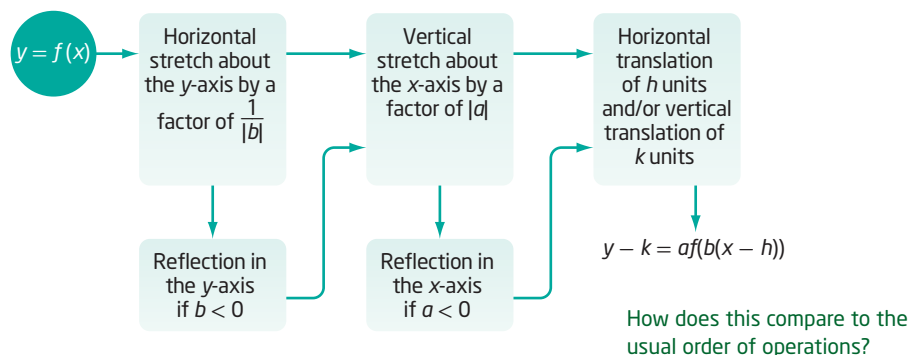 y = f(x)
Horizontal
stretch about
the y-axis by a
factor of 1/|b|
Vertical
stretch about
the x-axis by a
factor of |a|
Horizontal
translation
of h units
and/or vertical
translation of
k units
Reflection in
the y-axis
if b < 0
Reflection in
the x-axis
if a < 0
y − k = af(b(x − h))
How does this compare to the
usual order of operations?